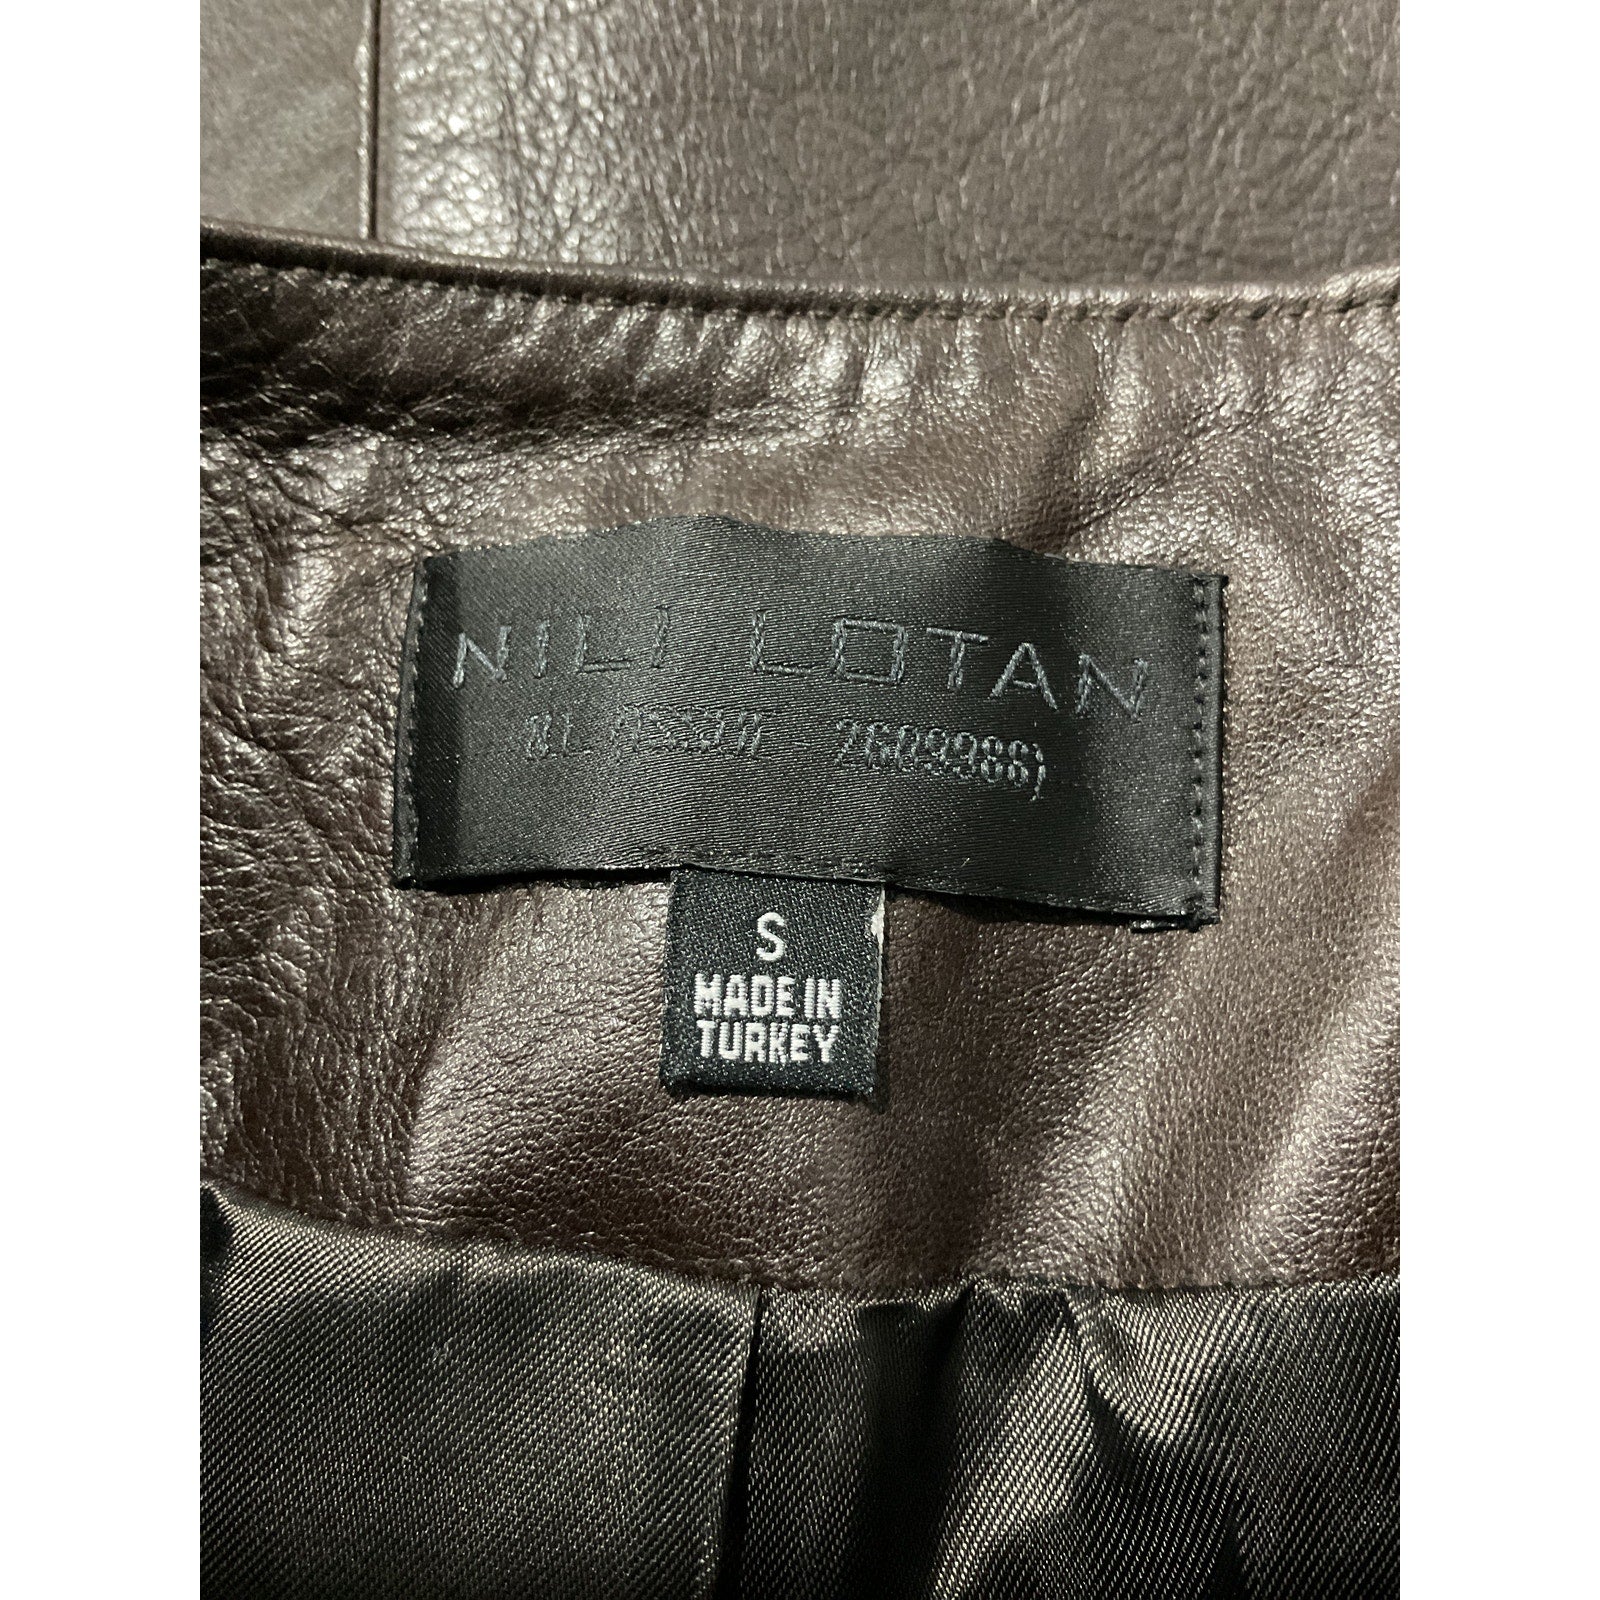 NILI LOTAN
S
MADE IN
TURKEY